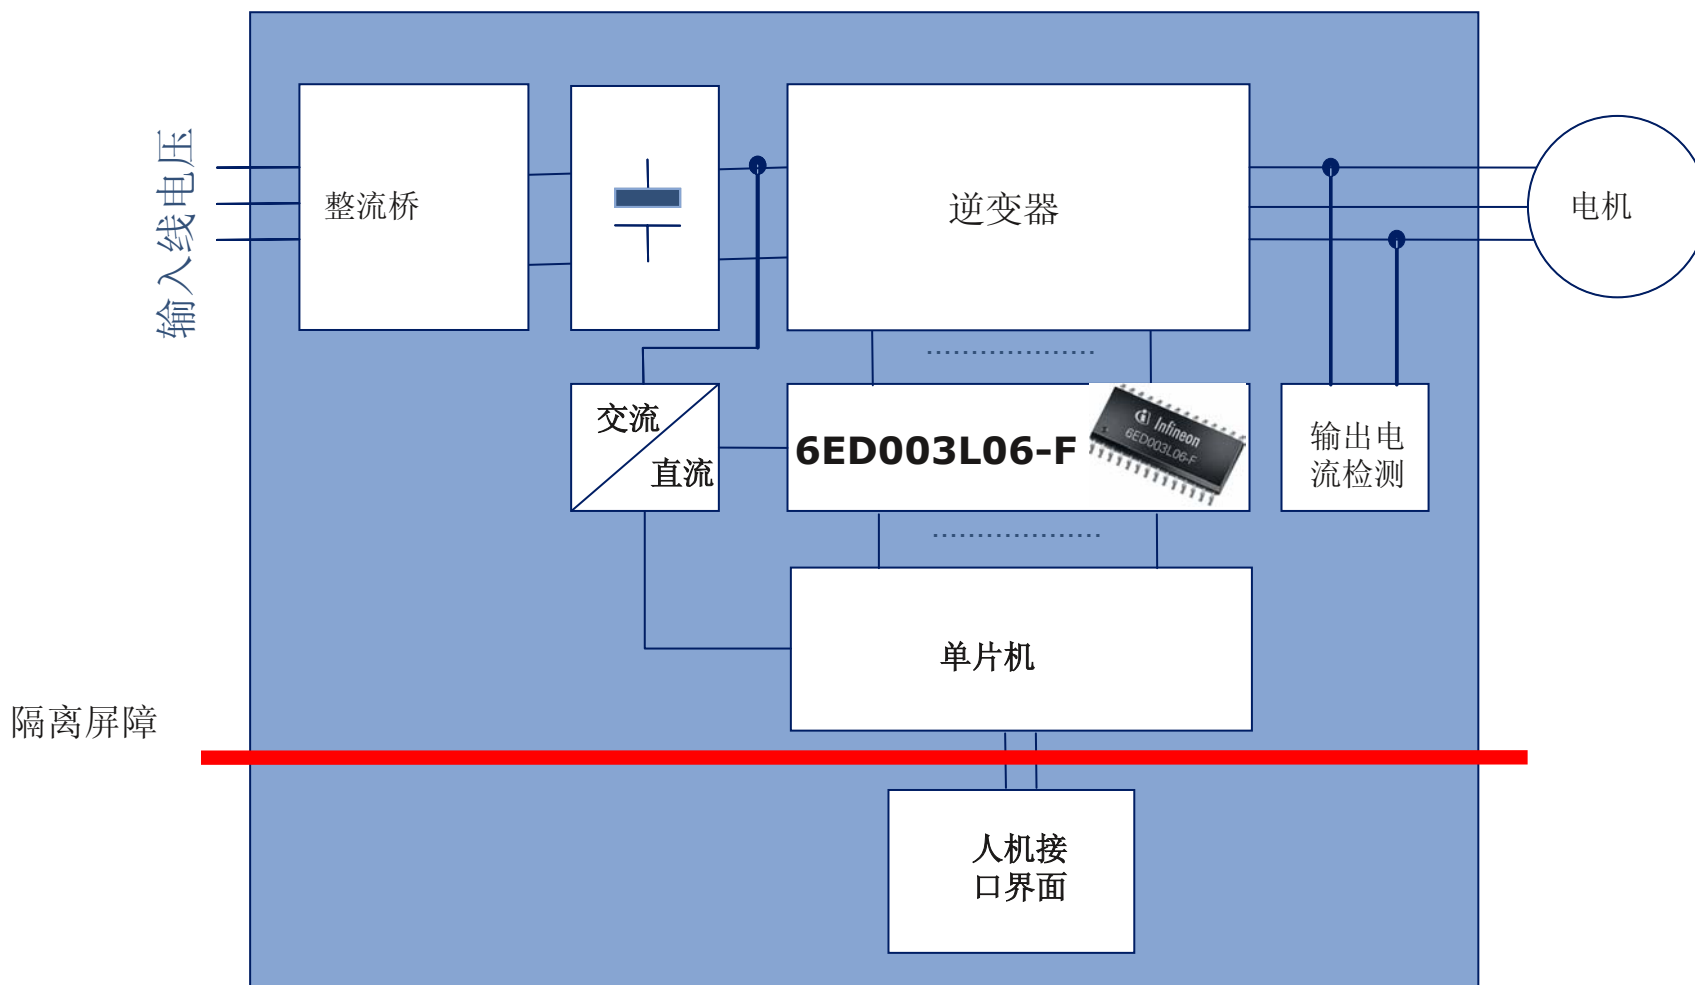 输入线电压
整流桥
逆变器
电机
交流
直流
6ED003L06-F
Infineon
6ED003L06-F
输出电
流检测
单片机
隔离屏障
人机接
口界面